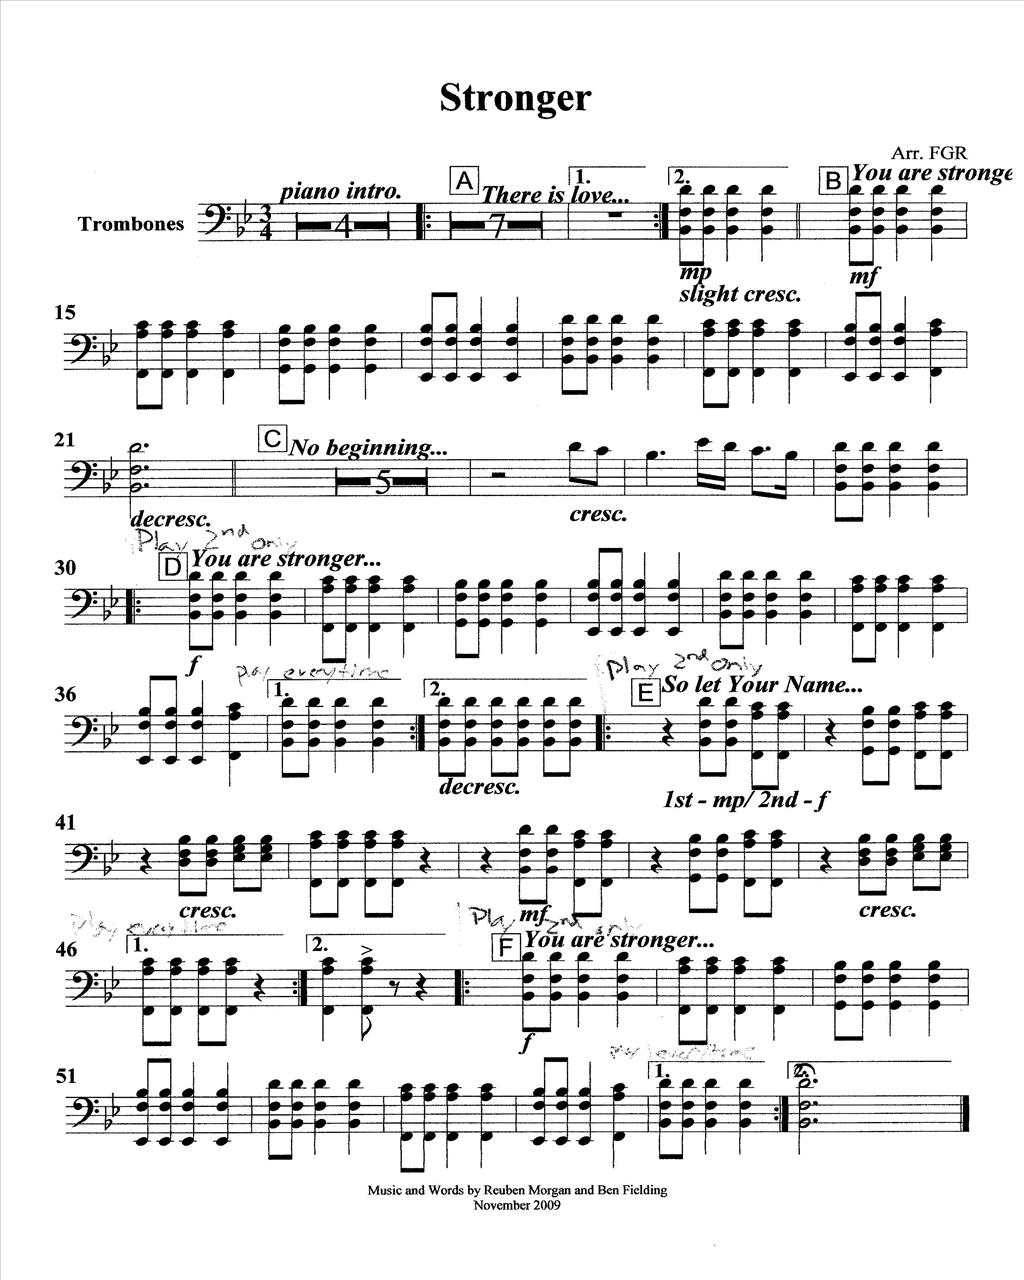 Stronger
Arr. FGR
piano intro.
A
There is love...
1.
2.
B
You are stronge
Trombones
3
4
4
7
mp
slight cresc.
mf
15
21
C
No beginning...
5
decresc.
cresc.
Play 2nd only
30
D
You are stronger...
f
play everytime
Play 2nd only
36
1.
2.
E
So let Your Name...
decresc.
1st - mp/ 2nd - f
41
cresc.
mf
cresc.
Play everytime
Play 2nd only
46
1.
2.
F
You are stronger...
f
play everytime
51
1.
2.
Music and Words by Reuben Morgan and Ben Fielding
November 2009